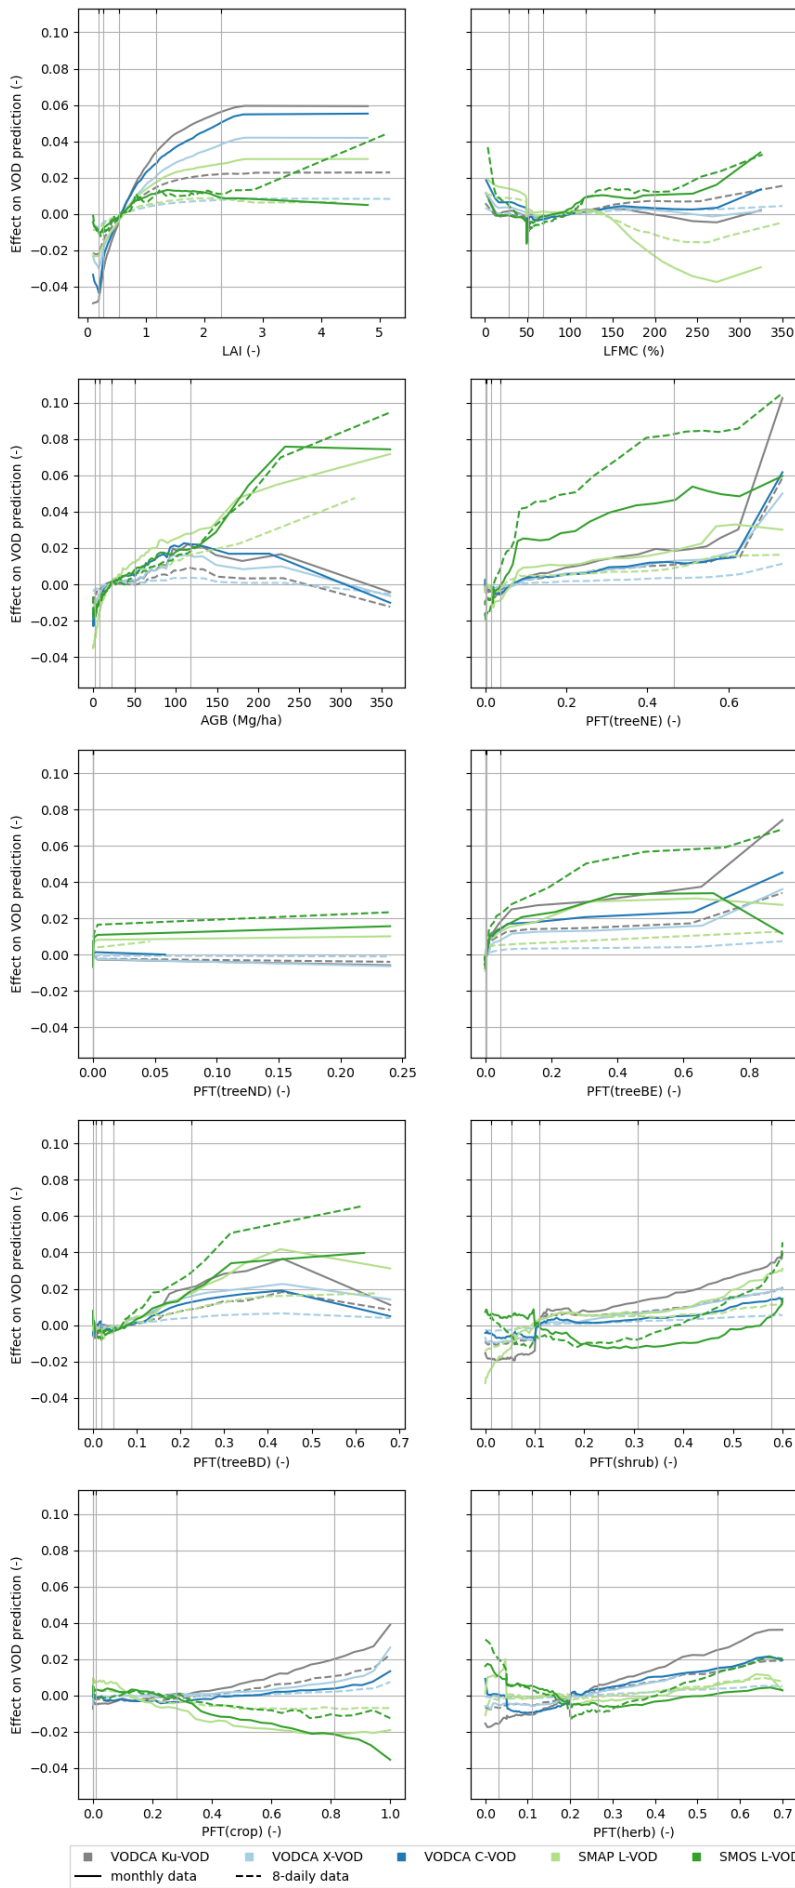 0.10
0.08
0.06
0.04
0.02
0.00
−0.02
−0.04
Effect on VOD prediction (-)
0 1 2 3 4 5
LAI (-)
0 50 100 150 200 250 300 350
LFMC (%)
0.10
0.08
0.06
0.04
0.02
0.00
−0.02
−0.04
Effect on VOD prediction (-)
0 50 100 150 200 250 300 350
AGB (Mg/ha)
0.0 0.2 0.4 0.6
PFT(treeNE) (-)
0.10
0.08
0.06
0.04
0.02
0.00
−0.02
−0.04
Effect on VOD prediction (-)
0.00 0.05 0.10 0.15 0.20 0.25
PFT(treeND) (-)
0.0 0.2 0.4 0.6 0.8
PFT(treeBE) (-)
0.10
0.08
0.06
0.04
0.02
0.00
−0.02
−0.04
Effect on VOD prediction (-)
0.0 0.1 0.2 0.3 0.4 0.5 0.6 0.7
PFT(treeBD) (-)
0.0 0.1 0.2 0.3 0.4 0.5 0.6
PFT(shrub) (-)
0.10
0.08
0.06
0.04
0.02
0.00
−0.02
−0.04
Effect on VOD prediction (-)
0.0 0.2 0.4 0.6 0.8 1.0
PFT(crop) (-)
0.0 0.1 0.2 0.3 0.4 0.5 0.6 0.7
PFT(herb) (-)
VODCA Ku-VOD VODCA X-VOD VODCA C-VOD SMAP L-VOD SMOS L-VOD
monthly data 8-daily data